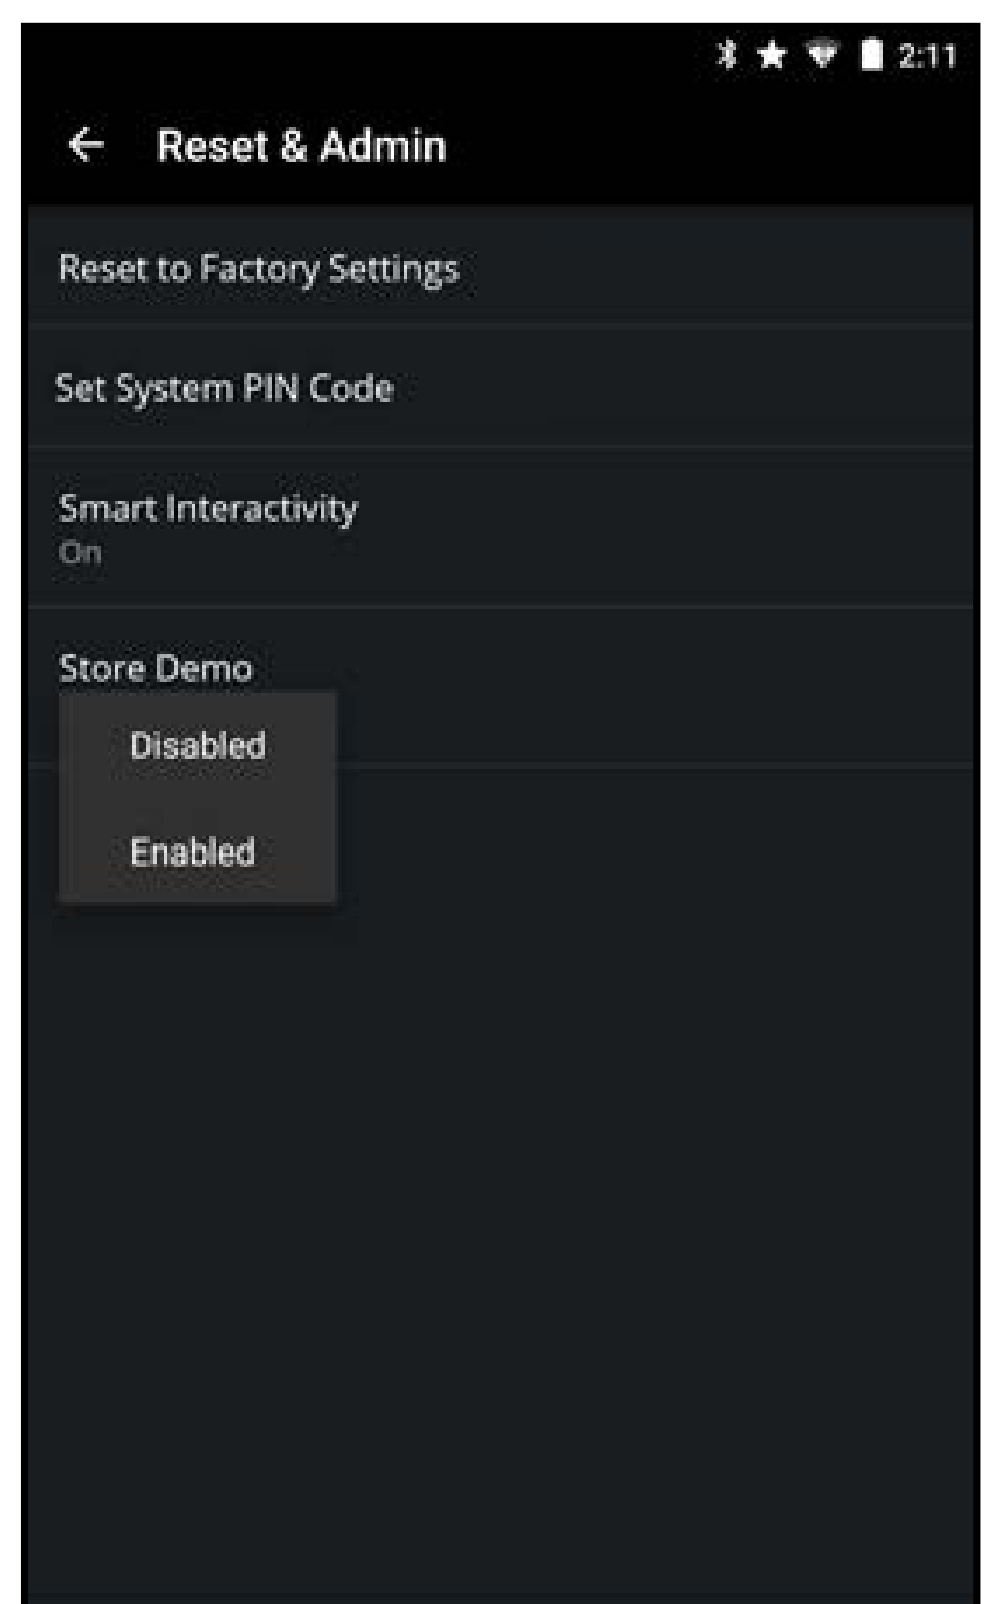 2:11
Reset & Admin
Reset to Factory Settings
Set System PIN Code
Smart Interactivity
On
Store Demo
Disabled
Enabled